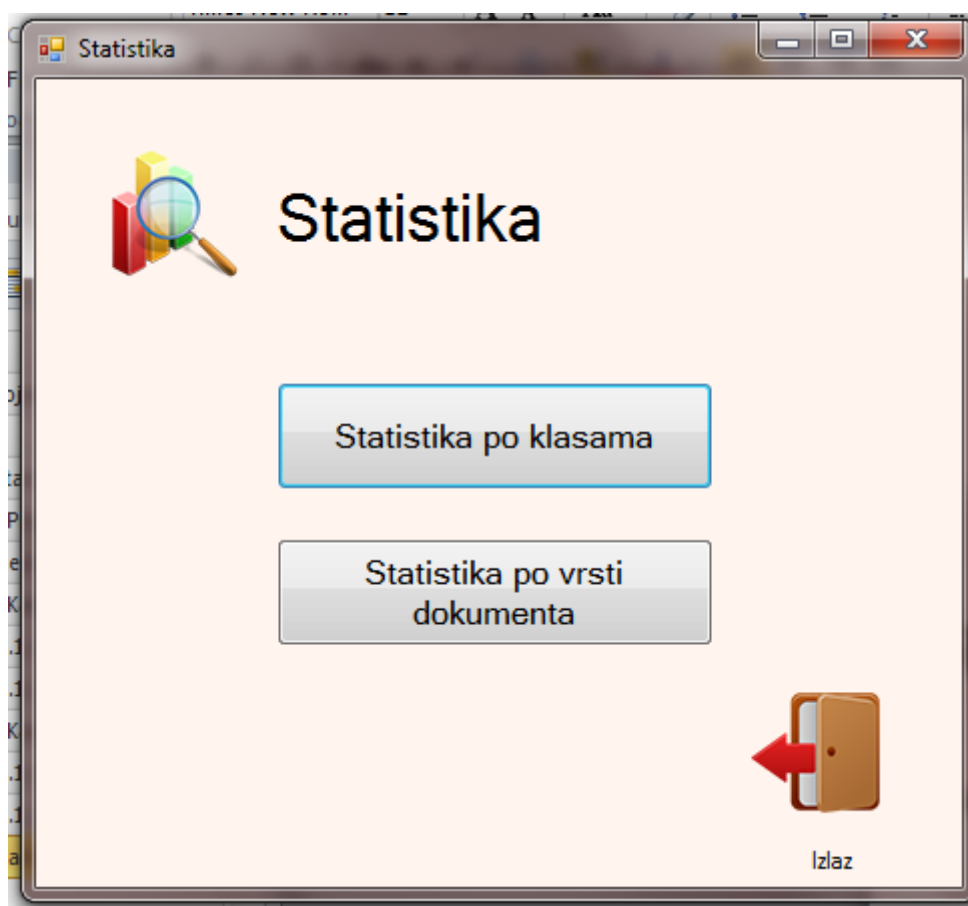 Statistika
Statistika
Statistika po klasama
Statistika po vrsti
dokumenta
Izlaz